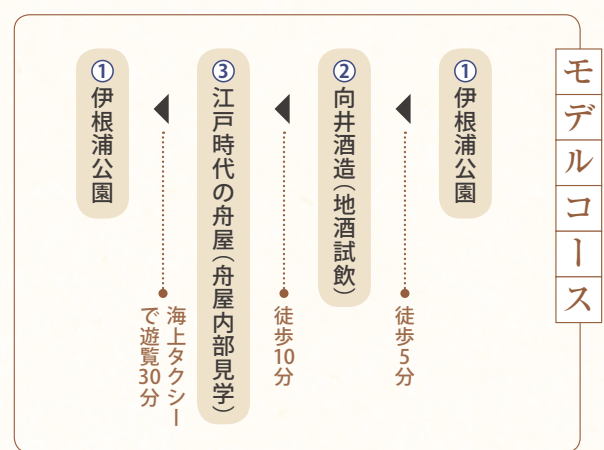 モデルコース
①伊根浦公園
徒歩5分
②向井酒造（地酒試飲）
徒歩10分
③江戸時代の舟屋（舟屋内部見学）
海上タクシー
で遊覧30分
①伊根浦公園